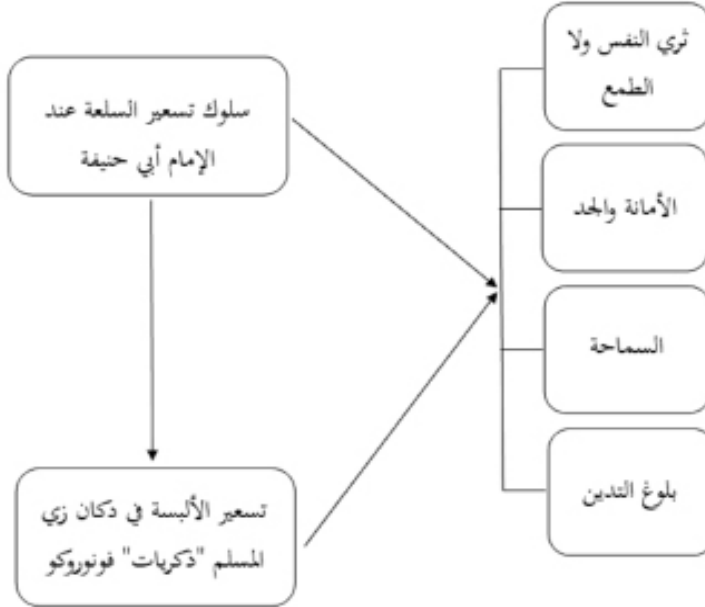 ثري النفس ولا
الطمع
سلوك تسعير السلعة عند
الإمام أبي حنيفة
الأمانة والجد
السماحة
بلوغ التدين
تسعير الألبسة في دكان زي
المسلم "ذكريات" فونوروكو